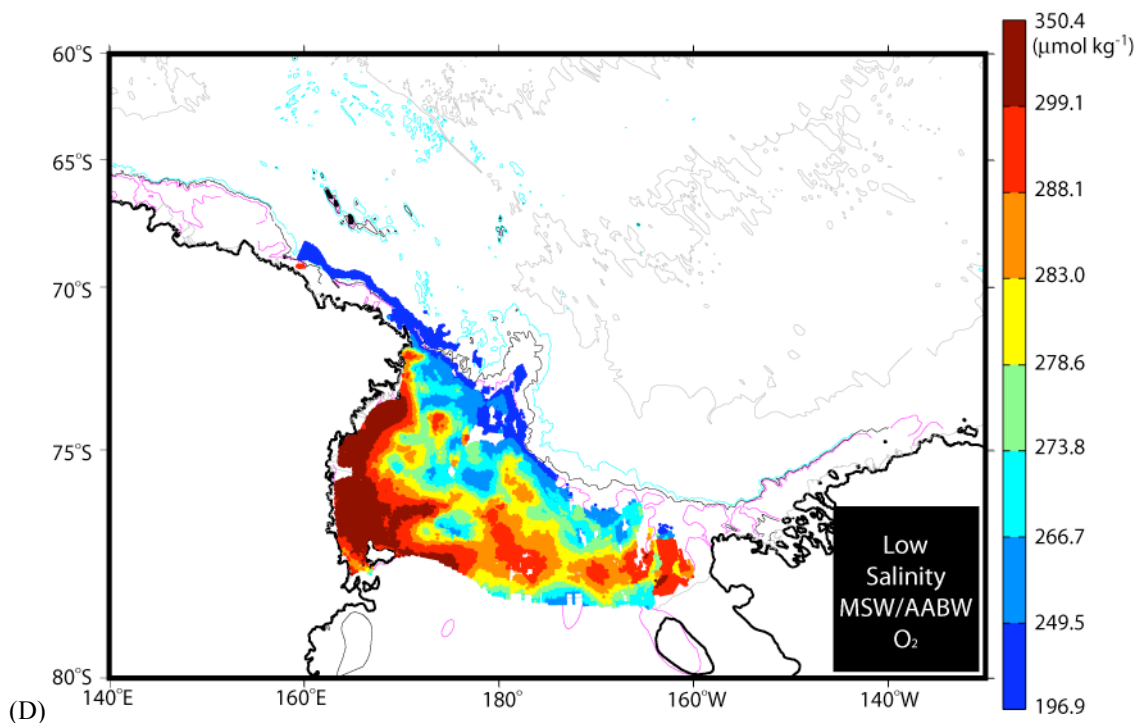 350.4
(μmol kg⁻¹)
60°S
299.1
65°S
288.1
283.0
70°S
278.6
273.8
75°S
266.7
Low
Salinity
MSW/AABW
O₂
249.5
80°S
196.9
140°E
160°E
180°
160°W
140°W
(D)